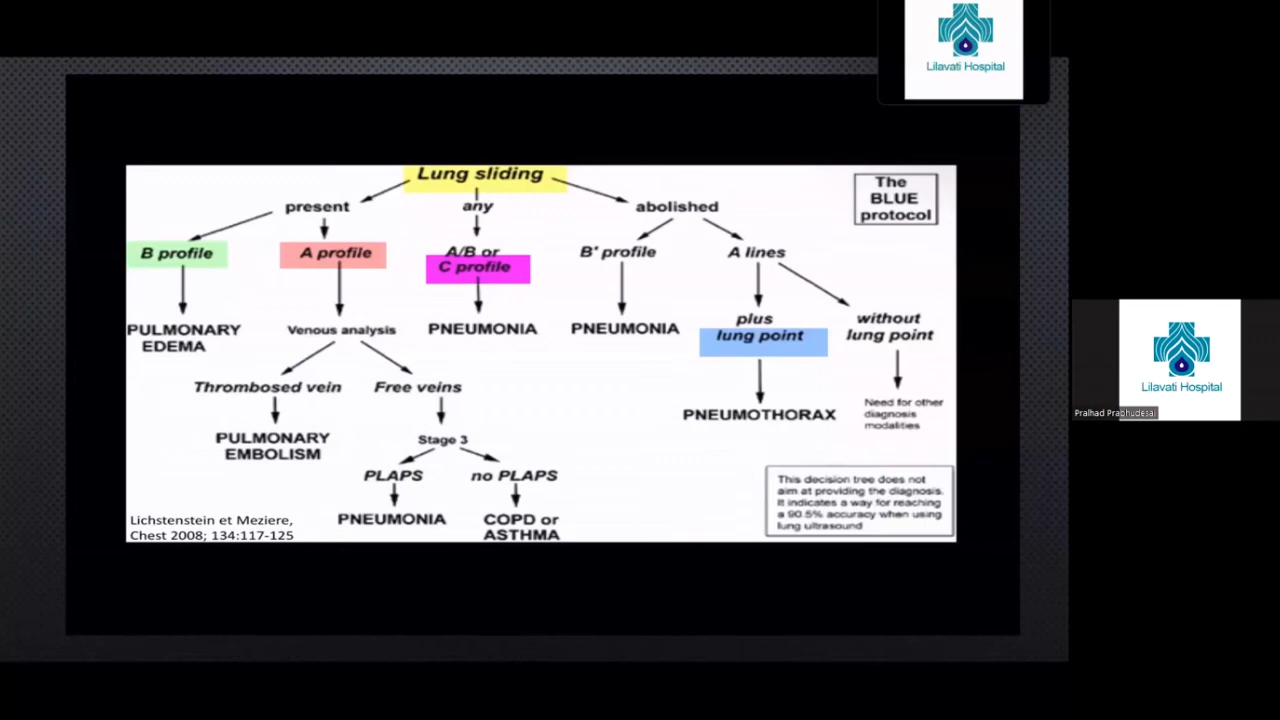 Lilavati Hospital
Lung sliding
The
BLUE
protocol
present
any
abolished
B profile
A profile
A/B or
C profile
B' profile
A lines
plus
lung point
without
lung point
PULMONARY
EDEMA
Venous analysis
PNEUMONIA
PNEUMONIA
Thrombosed vein
Free veins
PNEUMOTHORAX
Need for other
diagnosis
modalities
PULMONARY
EMBOLISM
Stage 3
PLAPS
no PLAPS
PNEUMONIA
COPD or
ASTHMA
This decision tree does not
aim at providing the diagnosis.
It indicates a way for reaching
a 90.5% accuracy when using
lung ultrasound
Lichstenstein et Meziere,
Chest 2008; 134:117-125
Lilavati Hospital
Pralhad Prabhudesai